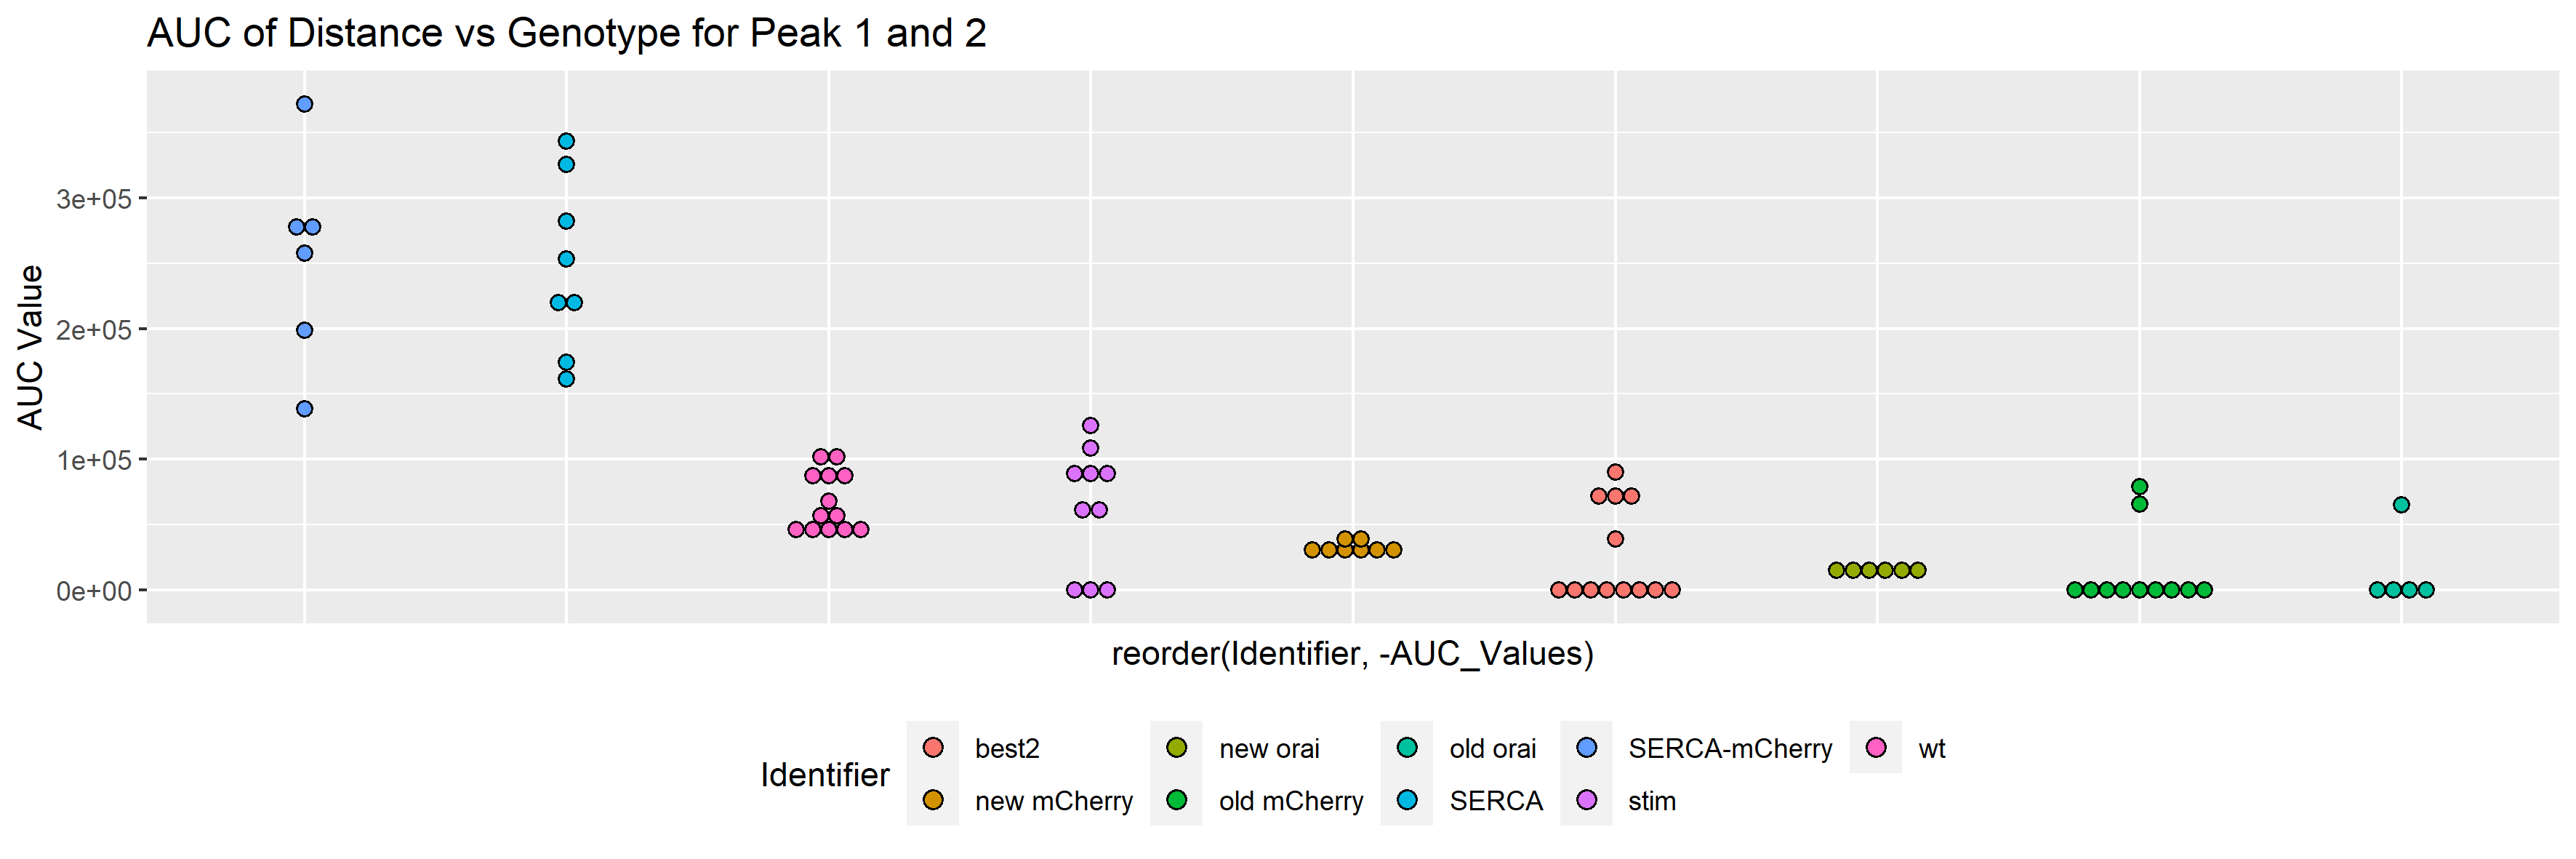 AUC of Distance vs Genotype for Peak 1 and 2
AUC Value
3e+05
2e+05
1e+05
0e+00
reorder(Identifier, -AUC_Values)
Identifier
best2
new orai
old orai
SERCA-mCherry
wt
new mCherry
old mCherry
SERCA
stim